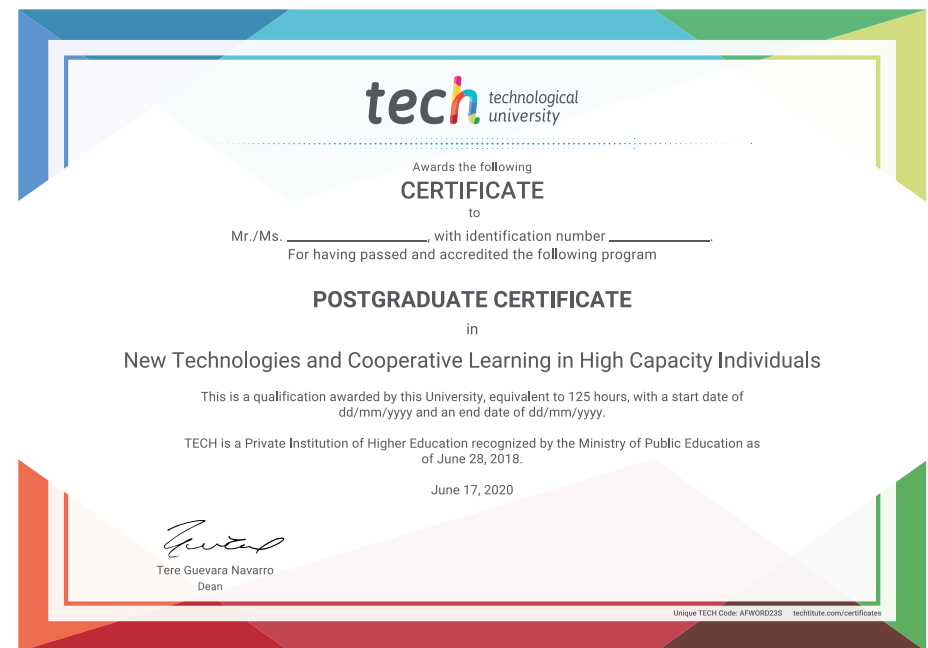 tech technological
university
Awards the following
CERTIFICATE
to
Mr./Ms. ____________, with identification number ____________.
For having passed and accredited the following program
POSTGRADUATE CERTIFICATE
in
New Technologies and Cooperative Learning in High Capacity Individuals
This is a qualification awarded by this University, equivalent to 125 hours, with a start date of
dd/mm/yyyy and an end date of dd/mm/yyyy.
TECH is a Private Institution of Higher Education recognized by the Ministry of Public Education as
of June 28, 2018.
June 17, 2020
Tere Guevara Navarro
Dean
Unique TECH Code: AFWORD23S techtitute.com/certificates